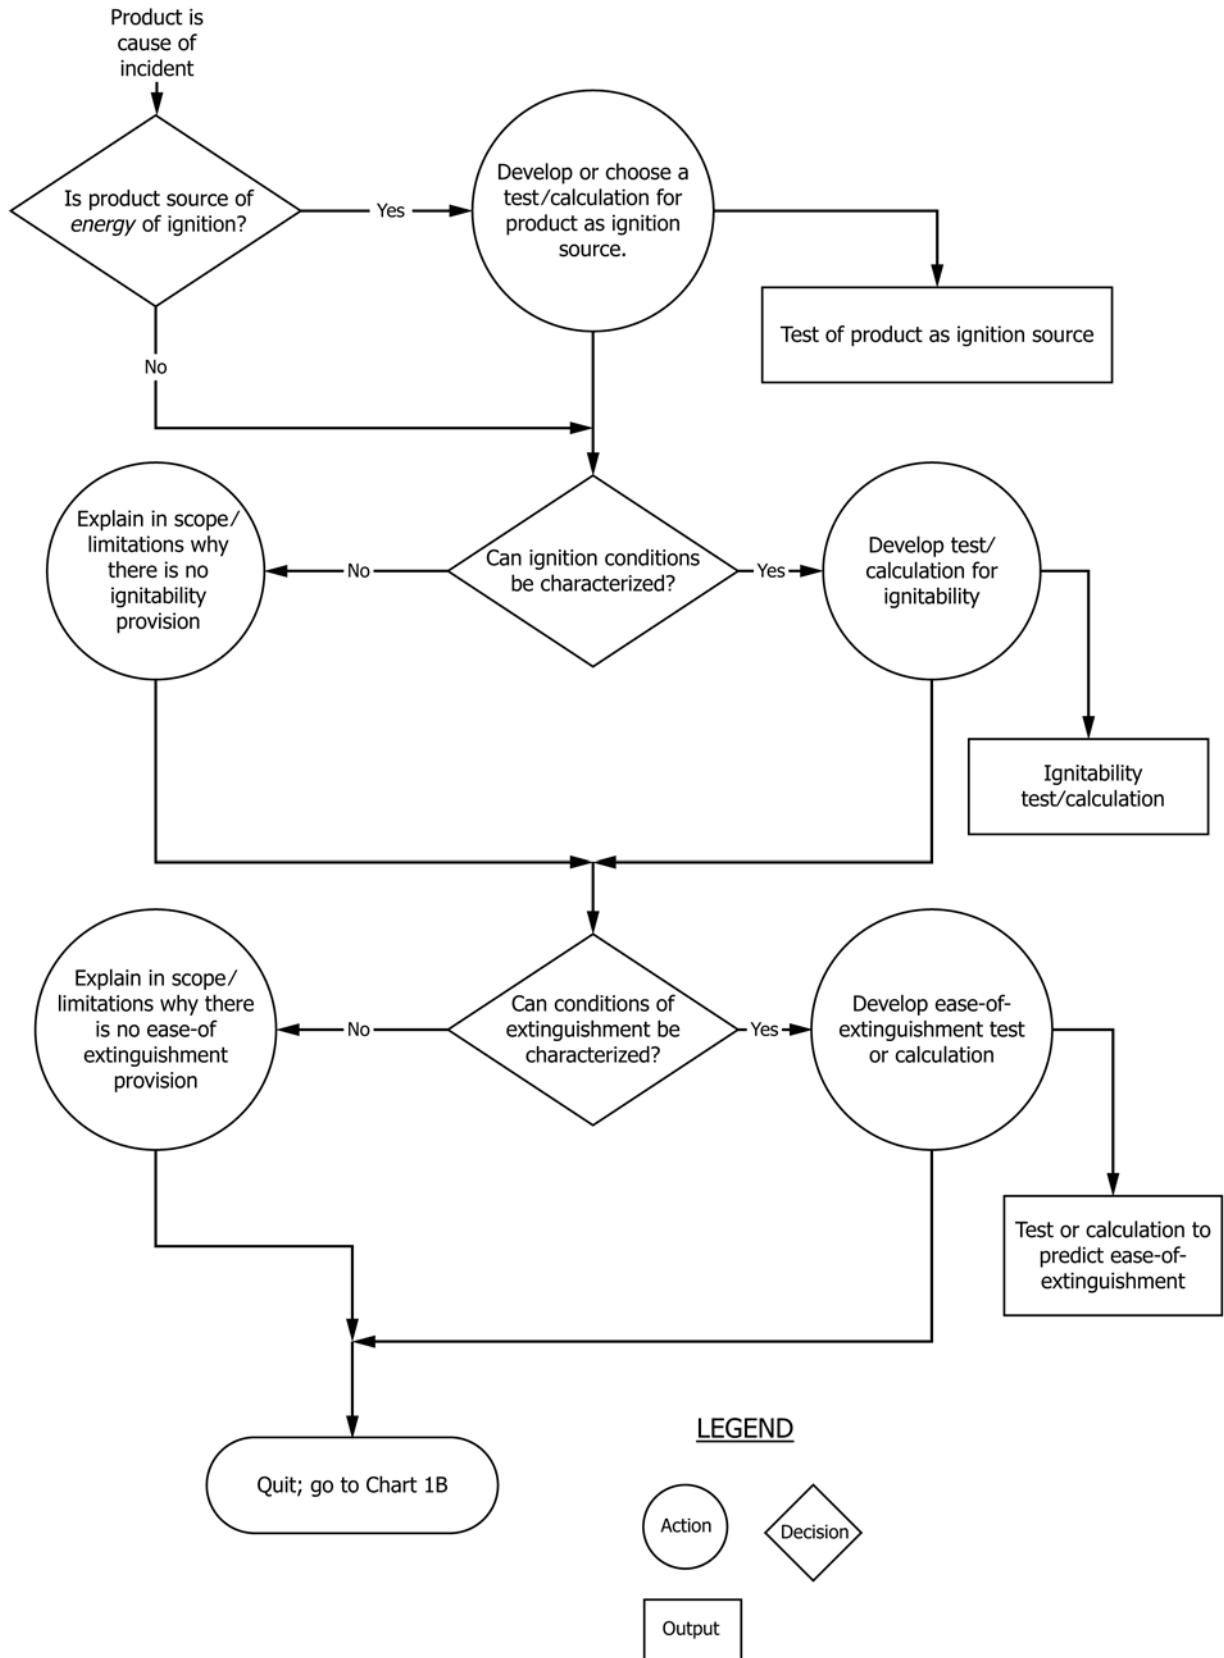 Product is
cause of
incident
Is product source of
energy of ignition?
Yes
Develop or choose a
test/calculation for
product as ignition
source.
Test of product as ignition source
No
Explain in scope/
limitations why
there is no
ignitability
provision
No
Can ignition conditions
be characterized?
Yes
Develop test/
calculation for
ignitability
Ignitability
test/calculation
Explain in scope/
limitations why there
is no ease-of
extinguishment
provision
No
Can conditions of
extinguishment be
characterized?
Yes
Develop ease-of-
extinguishment test
or calculation
Test or calculation to
predict ease-of-
extinguishment
Quit; go to Chart 1B
LEGEND
Action
Decision
Output